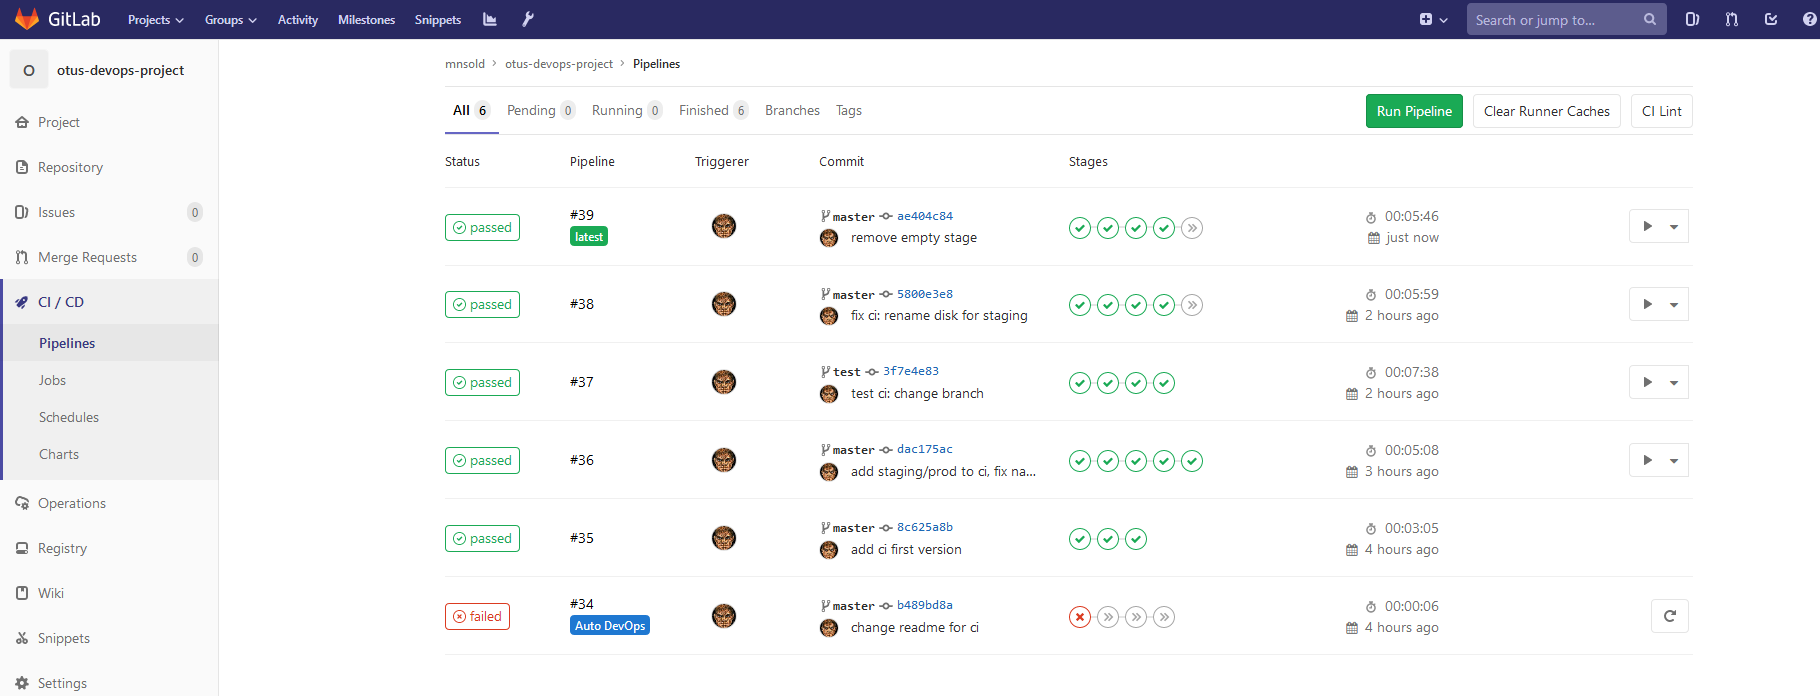 GitLab Projects Groups Activity Milestones Snippets Search or jump to...
O otus-devops-project
Project
Repository
Issues 0
Merge Requests 0
CI / CD
Pipelines
Jobs
Schedules
Charts
Operations
Registry
Wiki
Snippets
Settings
mnsold > otus-devops-project > Pipelines
All 6 Pending 0 Running 0 Finished 6 Branches Tags Run Pipeline Clear Runner Caches CI Lint
Status Pipeline Triggerer Commit Stages
passed #39 latest master ae404c84 00:05:46
remove empty stage just now
passed #38 master 5800e3e8 00:05:59
fix ci: rename disk for staging 2 hours ago
passed #37 test 3f7e4e83 00:07:38
test ci: change branch 2 hours ago
passed #36 master dac175ac 00:05:08
add staging/prod to ci, fix na... 3 hours ago
passed #35 master 8c625a8b 00:03:05
add ci first version 4 hours ago
failed #34 Auto DevOps master b489bd8a 00:00:06
change readme for ci 4 hours ago